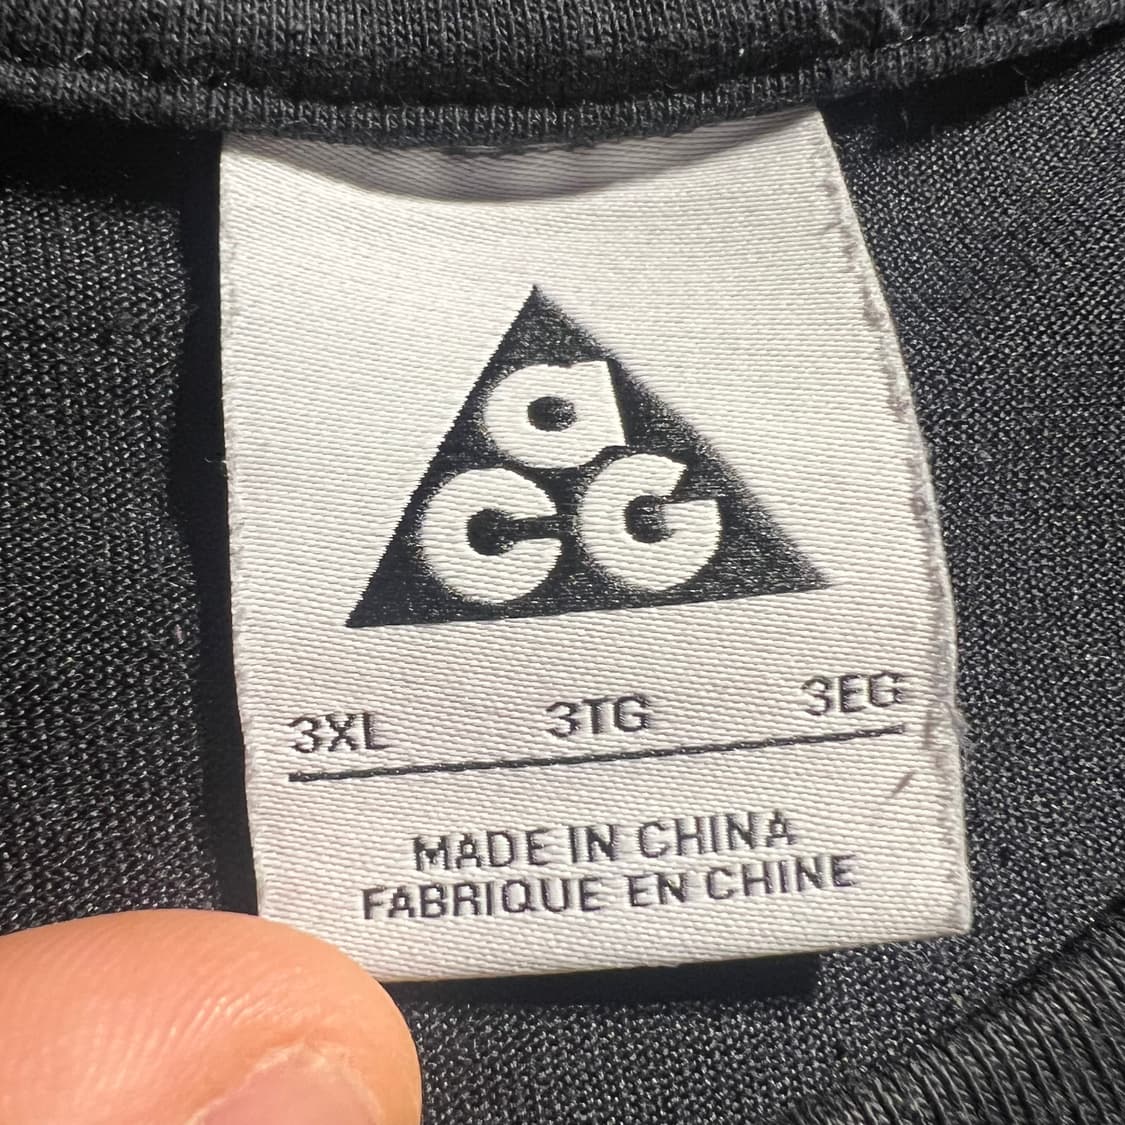 aCG
3XL 3TG 3EG
MADE IN CHINA
FABRIQUE EN CHINE